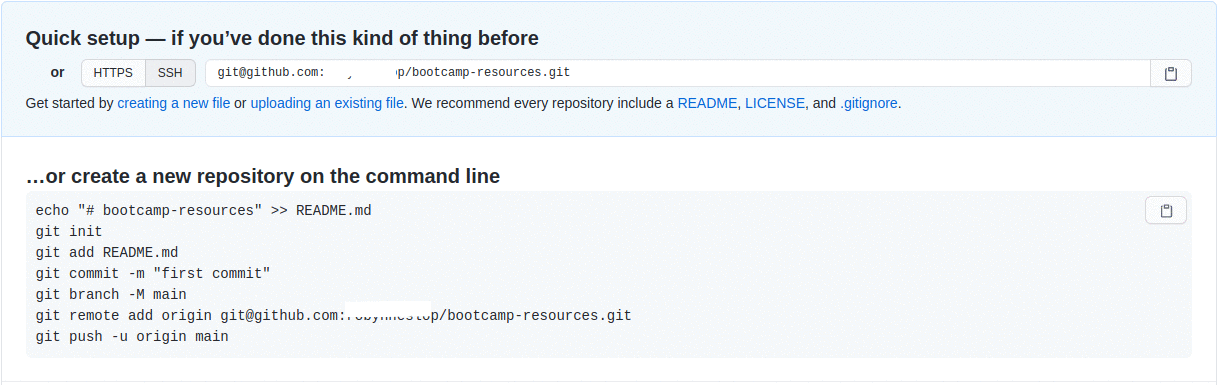 Quick setup — if you’ve done this kind of thing before
or HTTPS SSH git@github.com: p/bootcamp-resources.git
Get started by creating a new file or uploading an existing file. We recommend every repository include a README, LICENSE, and .gitignore.
…or create a new repository on the command line
echo "# bootcamp-resources" >> README.md
git init
git add README.md
git commit -m "first commit"
git branch -M main
git remote add origin git@github.com: p/bootcamp-resources.git
git push -u origin main